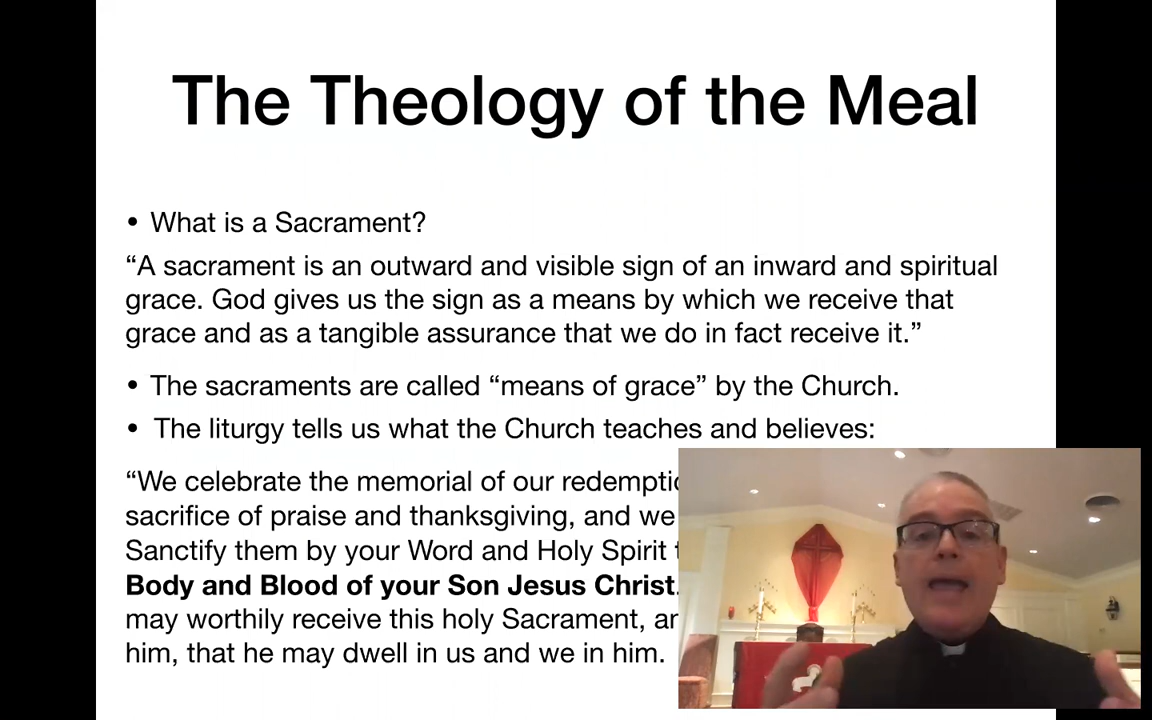 The Theology of the Meal
• What is a Sacrament?
“A sacrament is an outward and visible sign of an inward and spiritual
grace. God gives us the sign as a means by which we receive that
grace and as a tangible assurance that we do in fact receive it.”
• The sacraments are called “means of grace” by the Church.
• The liturgy tells us what the Church teaches and believes:
“We celebrate the memorial of our
sacrifice of praise and thanksgiving, and we
Sanctify them by your Word and Holy Spirit
Body and Blood of your Son Jesus Christ.
may worthily receive this holy Sacrament,
him, that he may dwell in us and we in him.